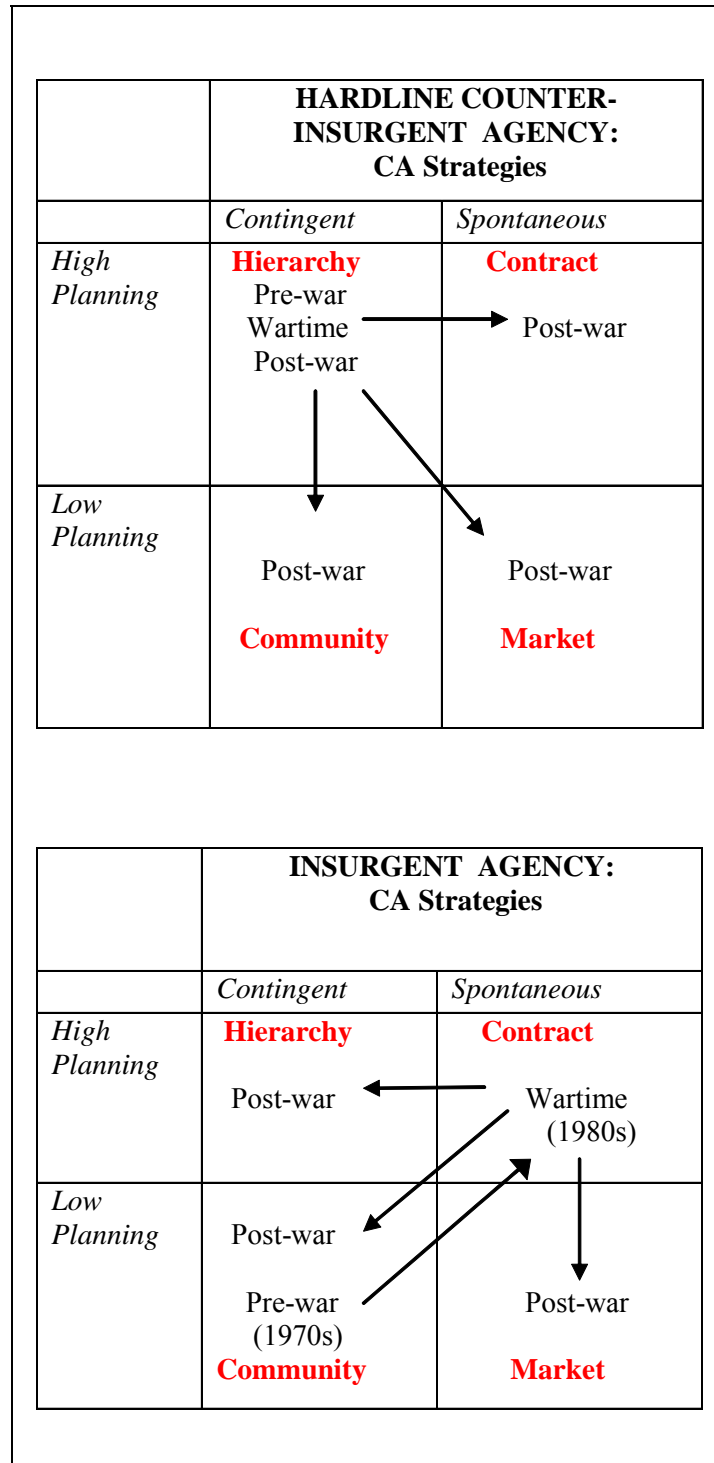 HARDLINE COUNTER-
INSURGENT AGENCY:
CA Strategies
Contingent
Spontaneous
High
Planning
Hierarchy
Pre-war
Wartime
Post-war
Contract
Post-war
Low
Planning
Post-war
Community
Post-war
Market
INSURGENT AGENCY:
CA Strategies
Contingent
Spontaneous
High
Planning
Hierarchy
Post-war
Contract
Wartime
(1980s)
Low
Planning
Post-war
Pre-war
(1970s)
Community
Post-war
Market